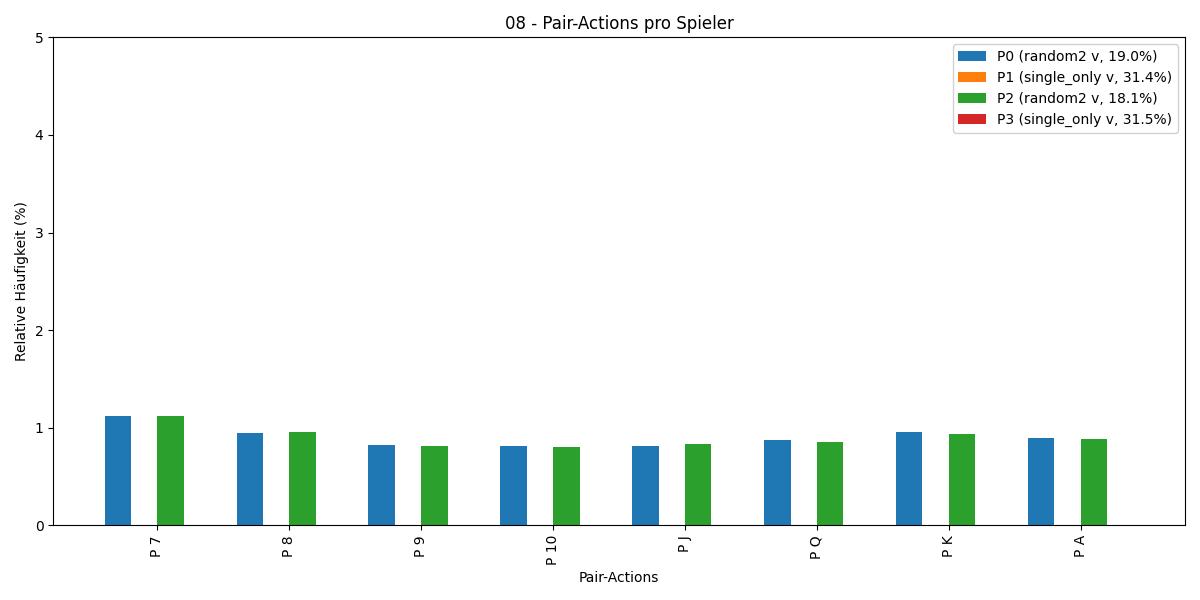 08 - Pair-Actions pro Spieler
P0 (random2 v, 19.0%)
P1 (single_only v, 31.4%)
P2 (random2 v, 18.1%)
P3 (single_only v, 31.5%)
Relative Häufigkeit (%)
5
4
3
2
1
0
P 7
P 8
P 9
P 10
P J
P Q
P K
P A
Pair-Actions